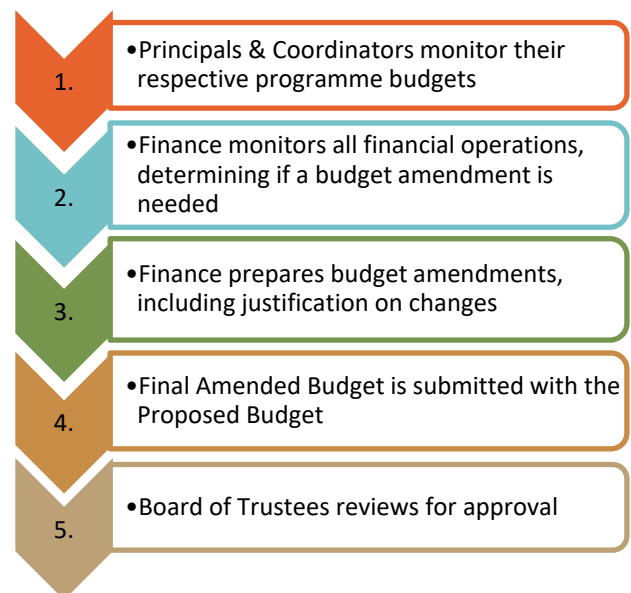 1.
•Principals & Coordinators monitor their
respective programme budgets
2.
•Finance monitors all financial operations,
determining if a budget amendment is
needed
3.
•Finance prepares budget amendments,
including justification on changes
4.
•Final Amended Budget is submitted with the
Proposed Budget
5.
•Board of Trustees reviews for approval